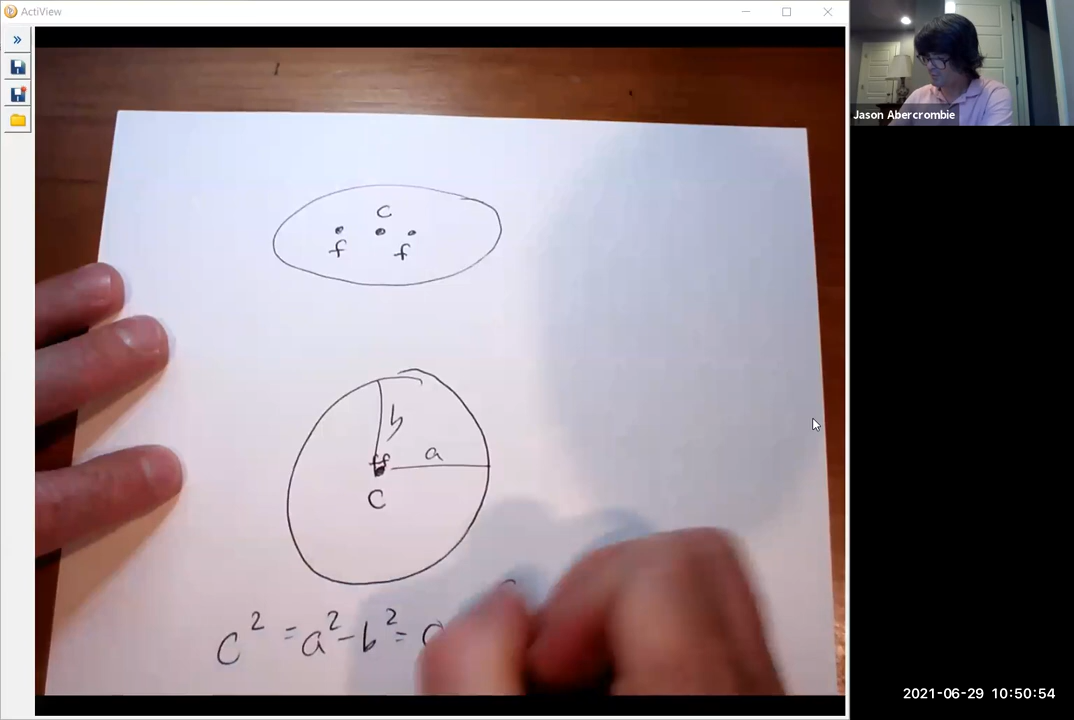 ActiView
»
Jason Abercrombie
C
f f
b
a
ff
C
c² = a² - b² =
2021-06-29 10:50:54